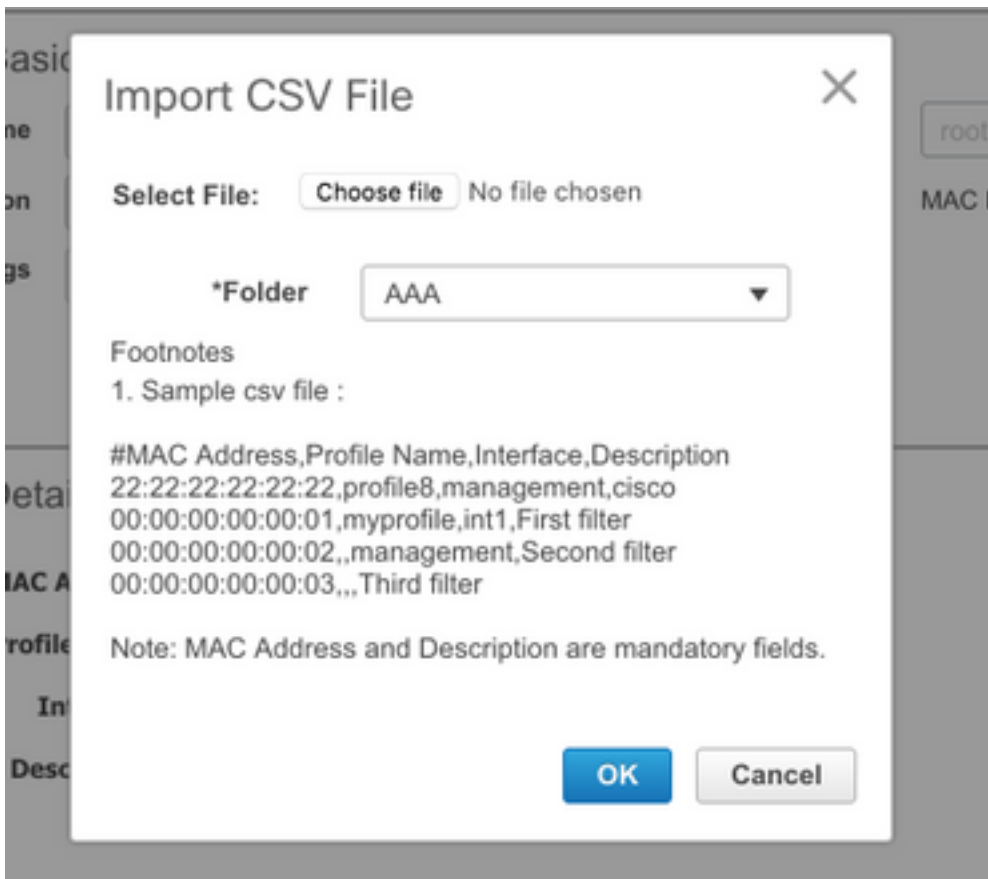 Import CSV File
Select File: Choose file No file chosen
*Folder AAA
Footnotes
1. Sample csv file :
#MAC Address,Profile Name,Interface,Description
22:22:22:22:22:22,profile8,management,cisco
00:00:00:00:00:01,myprofile,int1,First filter
00:00:00:00:00:02,,management,Second filter
00:00:00:00:00:03,,,Third filter
Note: MAC Address and Description are mandatory fields.
OK Cancel
root
MAC